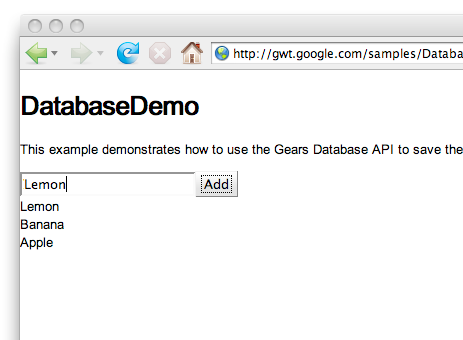 http://gwt.google.com/samples/Databa
DatabaseDemo
This example demonstrates how to use the Gears Database API to save the
Lemon Add
Lemon
Banana
Apple